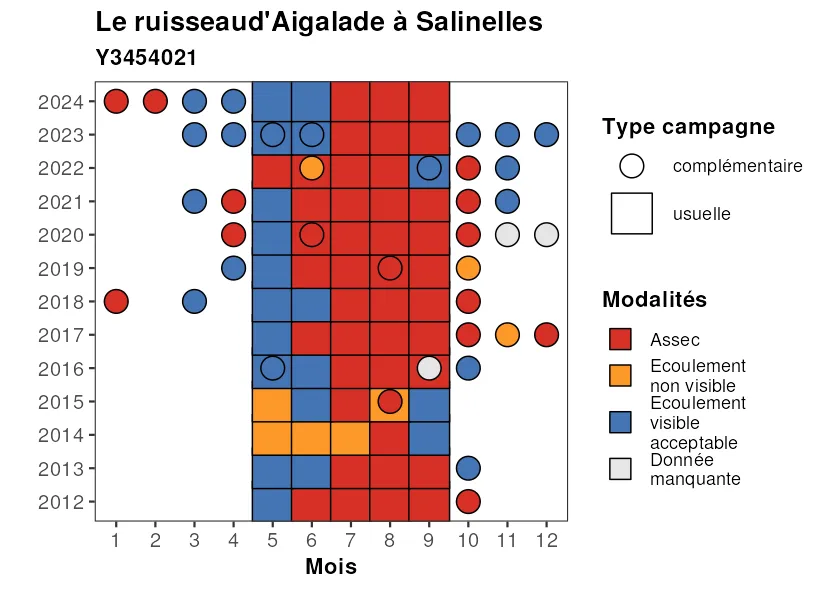 Le ruisseaud'Aigalade à Salinelles
Y3454021
2024
2023
2022
2021
2020
2019
2018
2017
2016
2015
2014
2013
2012
1 2 3 4 5 6 7 8 9 10 11 12
Mois
Type campagne
complémentaire
usuelle
Modalités
Assec
Ecoulement
non visible
Ecoulement
visible
acceptable
Donnée
manquante